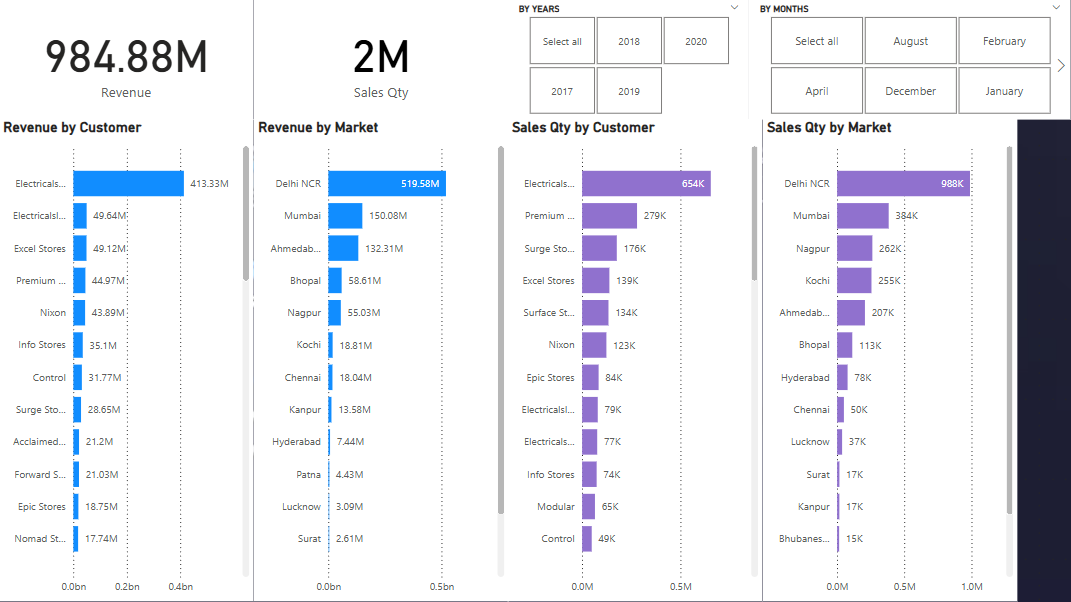 984.88M
Revenue
2M
Sales Qty
BY YEARS
Select all
2018
2020
2017
2019
BY MONTHS
Select all
August
February
April
December
January
Revenue by Customer
Electricals... 413.33M
Electricalsl... 49.64M
Excel Stores 49.12M
Premium ... 44.97M
Nixon 43.89M
Info Stores 35.1M
Control 31.77M
Surge Sto... 28.65M
Acclaimed... 21.2M
Forward S... 21.03M
Epic Stores 18.75M
Nomad St... 17.74M
0.0bn 0.2bn 0.4bn
Revenue by Market
Delhi NCR 519.58M
Mumbai 150.08M
Ahmedab... 132.31M
Bhopal 58.61M
Nagpur 55.03M
Kochi 18.81M
Chennai 18.04M
Kanpur 13.58M
Hyderabad 7.44M
Patna 4.43M
Lucknow 3.09M
Surat 2.61M
0.0bn 0.5bn
Sales Qty by Customer
Electricals... 654K
Premium ... 279K
Surge Sto... 176K
Excel Stores 139K
Surface St... 134K
Nixon 123K
Epic Stores 84K
Electricalsl... 79K
Electricals... 77K
Info Stores 74K
Modular 65K
Control 49K
0.0M 0.5M
Sales Qty by Market
Delhi NCR 988K
Mumbai 384K
Nagpur 262K
Kochi 255K
Ahmedab... 207K
Bhopal 113K
Hyderabad 78K
Chennai 50K
Lucknow 37K
Surat 17K
Kanpur 17K
Bhubanes... 15K
0.0M 0.5M 1.0M